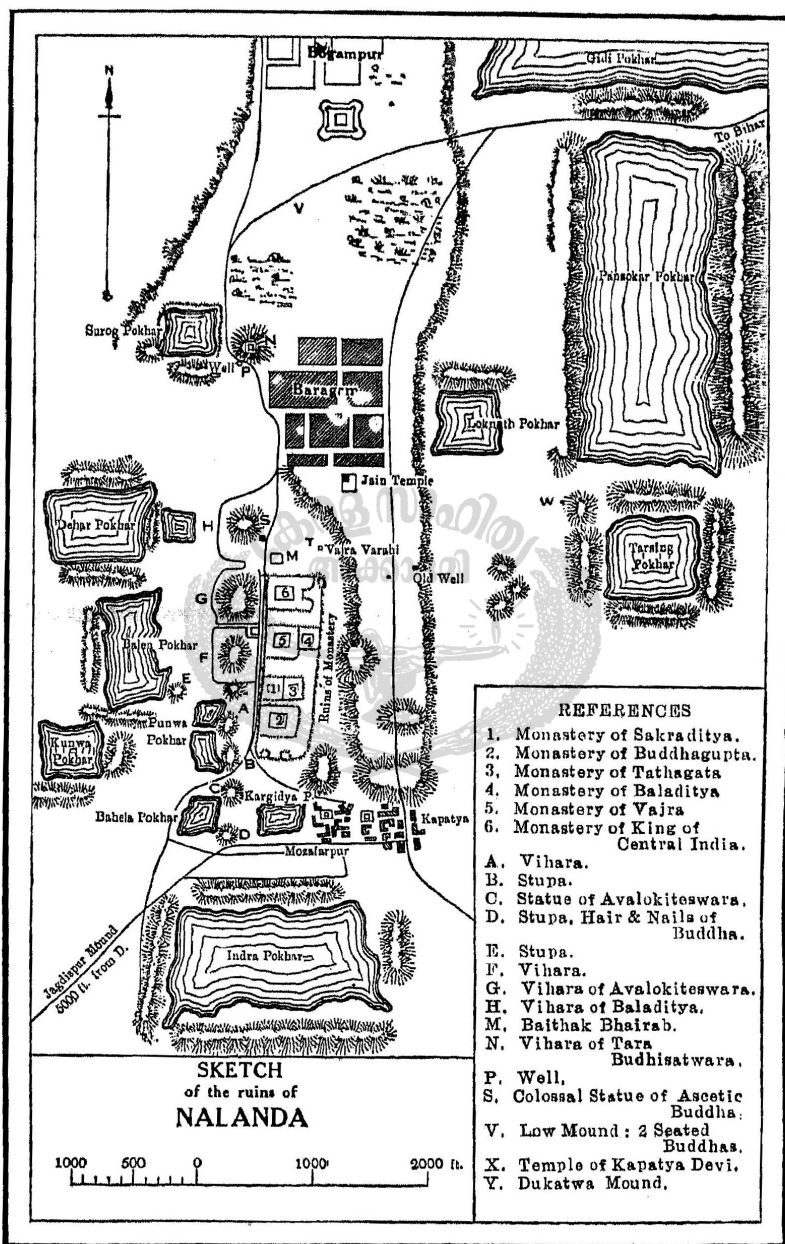 Begampur
Gidi Pokhar
N
To Bihar
V
Pansokar Pokhar
Surog Pokhar
N
Well
P
Baragon
Loknath Pokhar
Jain Temple
W
Dehar Pokhar
H
S
T
Vajra Varahi
Tarsing
Pokhar
M
Old Well
കേരള സാഹിത്യ
അക്കാദമി
G
6
Balen Pokhar
F
5 4
Ruins of Monastery
E
A
1 3
Punwa
Pokhar
2
Kunwa
Pokhar
B
C
Kargidya P.
Bahela Pokhar
D
Kapatya
Mozafarpur
Jagdispur Mound
5000 ft. from D.
Indra Pokhar
REFERENCES
1. Monastery of Sakraditya.
2. Monastery of Buddhagupta.
3. Monastery of Tathagata
4. Monastery of Baladitya
5. Monastery of Vajra
6. Monastery of King of
Central India.
A. Vihara.
B. Stupa.
C. Statue of Avalokiteswara.
D. Stupa, Hair & Nails of
Buddha.
E. Stupa.
F. Vihara.
G. Vihara of Avalokiteswara.
H. Vihara of Baladitya.
M. Baithak Bhairab.
N. Vihara of Tara
Budhisatwara.
P. Well.
S. Colossal Statue of Ascetic
Buddha.
V. Low Mound : 2 Seated
Buddhas.
X. Temple of Kapatya Devi.
Y. Dukatwa Mound.
SKETCH
of the ruins of
NALANDA
1000 500 0 1000 2000 ft.